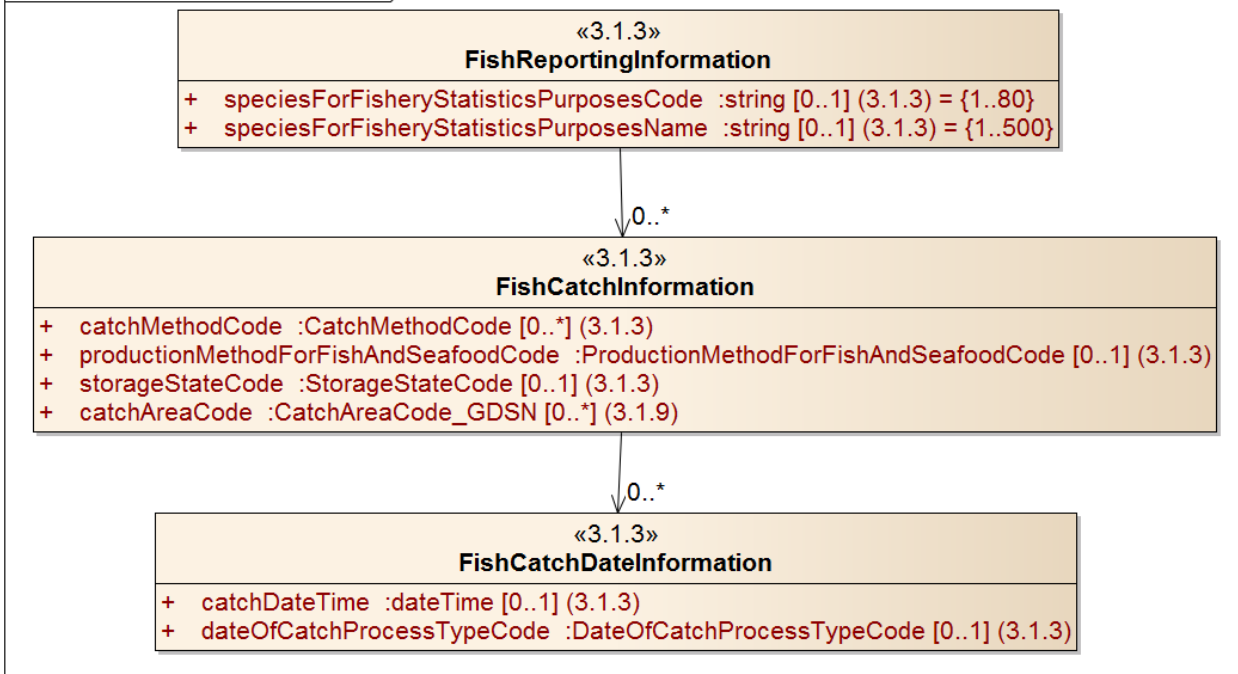 «3.1.3»
FishReportingInformation
+ speciesForFisheryStatisticsPurposesCode :string [0..1] (3.1.3) = {1..80}
+ speciesForFisheryStatisticsPurposesName :string [0..1] (3.1.3) = {1..500}
0..*
«3.1.3»
FishCatchInformation
+ catchMethodCode :CatchMethodCode [0..*] (3.1.3)
+ productionMethodForFishAndSeafoodCode :ProductionMethodForFishAndSeafoodCode [0..1] (3.1.3)
+ storageStateCode :StorageStateCode [0..1] (3.1.3)
+ catchAreaCode :CatchAreaCode_GDSN [0..*] (3.1.9)
0..*
«3.1.3»
FishCatchDateInformation
+ catchDateTime :dateTime [0..1] (3.1.3)
+ dateOfCatchProcessTypeCode :DateOfCatchProcessTypeCode [0..1] (3.1.3)